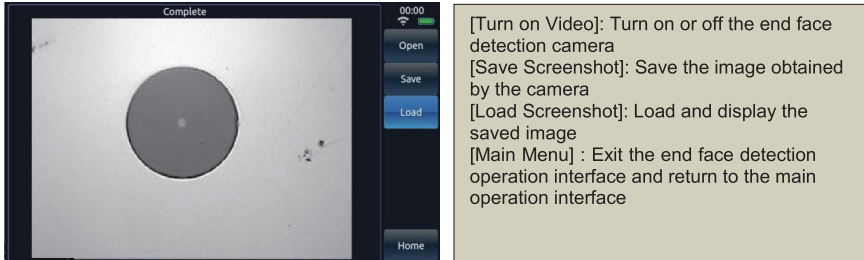 Complete
00:00
Open
Save
Load
Home
[Turn on Video]: Turn on or off the end face
detection camera
[Save Screenshot]: Save the image obtained
by the camera
[Load Screenshot]: Load and display the
saved image
[Main Menu] : Exit the end face detection
operation interface and return to the main
operation interface